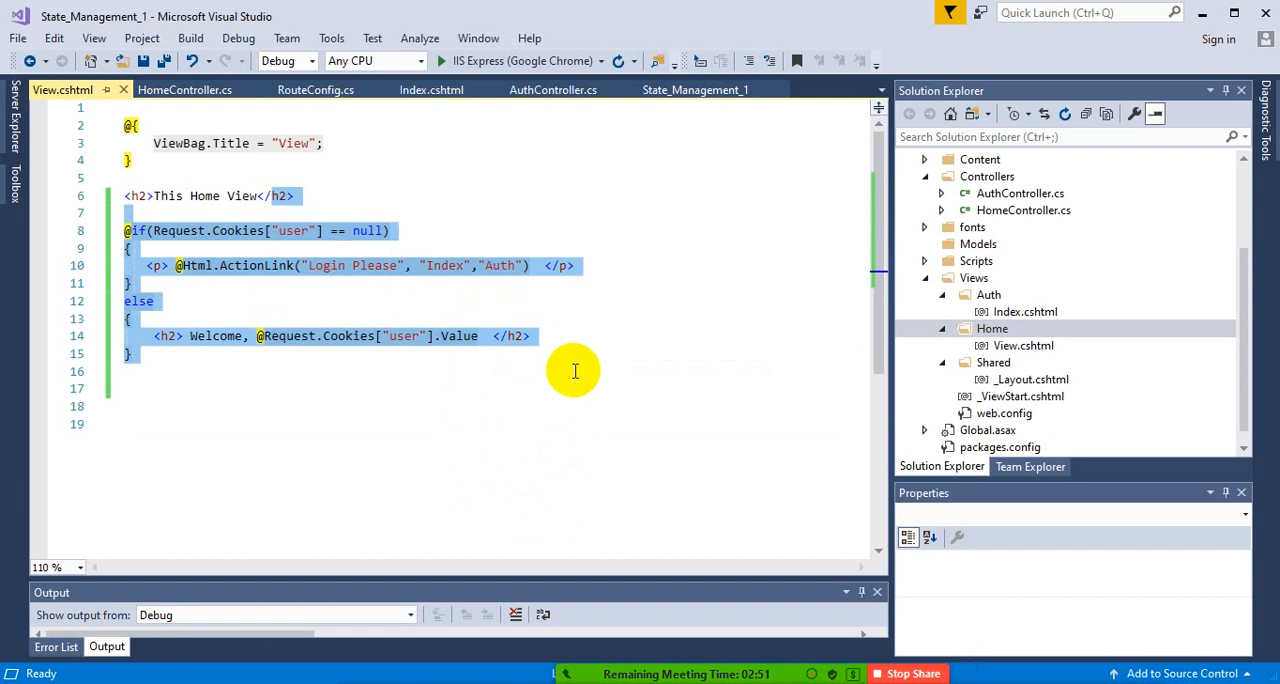 State_Management_1 - Microsoft Visual Studio
Quick Launch (Ctrl+Q)
File Edit View Project Build Debug Team Tools Test Analyze Window Help
Sign in
Debug Any CPU IIS Express (Google Chrome)
Server Explorer
Toolbox
View.cshtml HomeController.cs RouteConfig.cs Index.cshtml AuthController.cs State_Management_1
1
2 @{
3 ViewBag.Title = "View";
4 }
5
6 <h2>This Home View</h2>
7
8 @if(Request.Cookies["user"] == null)
9 {
10 <p> @Html.ActionLink("Login Please", "Index","Auth") </p>
11 }
12 else
13 {
14 <h2> Welcome, @Request.Cookies["user"].Value </h2>
15 }
16
17
18
19
110 %
Output
Show output from: Debug
Error List Output
Solution Explorer
Search Solution Explorer (Ctrl+;)
Content
Controllers
C# AuthController.cs
C# HomeController.cs
fonts
Models
Scripts
Views
Auth
[@] Index.cshtml
Home
[@] View.cshtml
Shared
[@] _Layout.cshtml
[@] _ViewStart.cshtml
web.config
Global.asax
packages.config
Solution Explorer Team Explorer
Properties
Diagnostic Tools
Ready
Remaining Meeting Time: 02:51
Stop Share
Add to Source Control